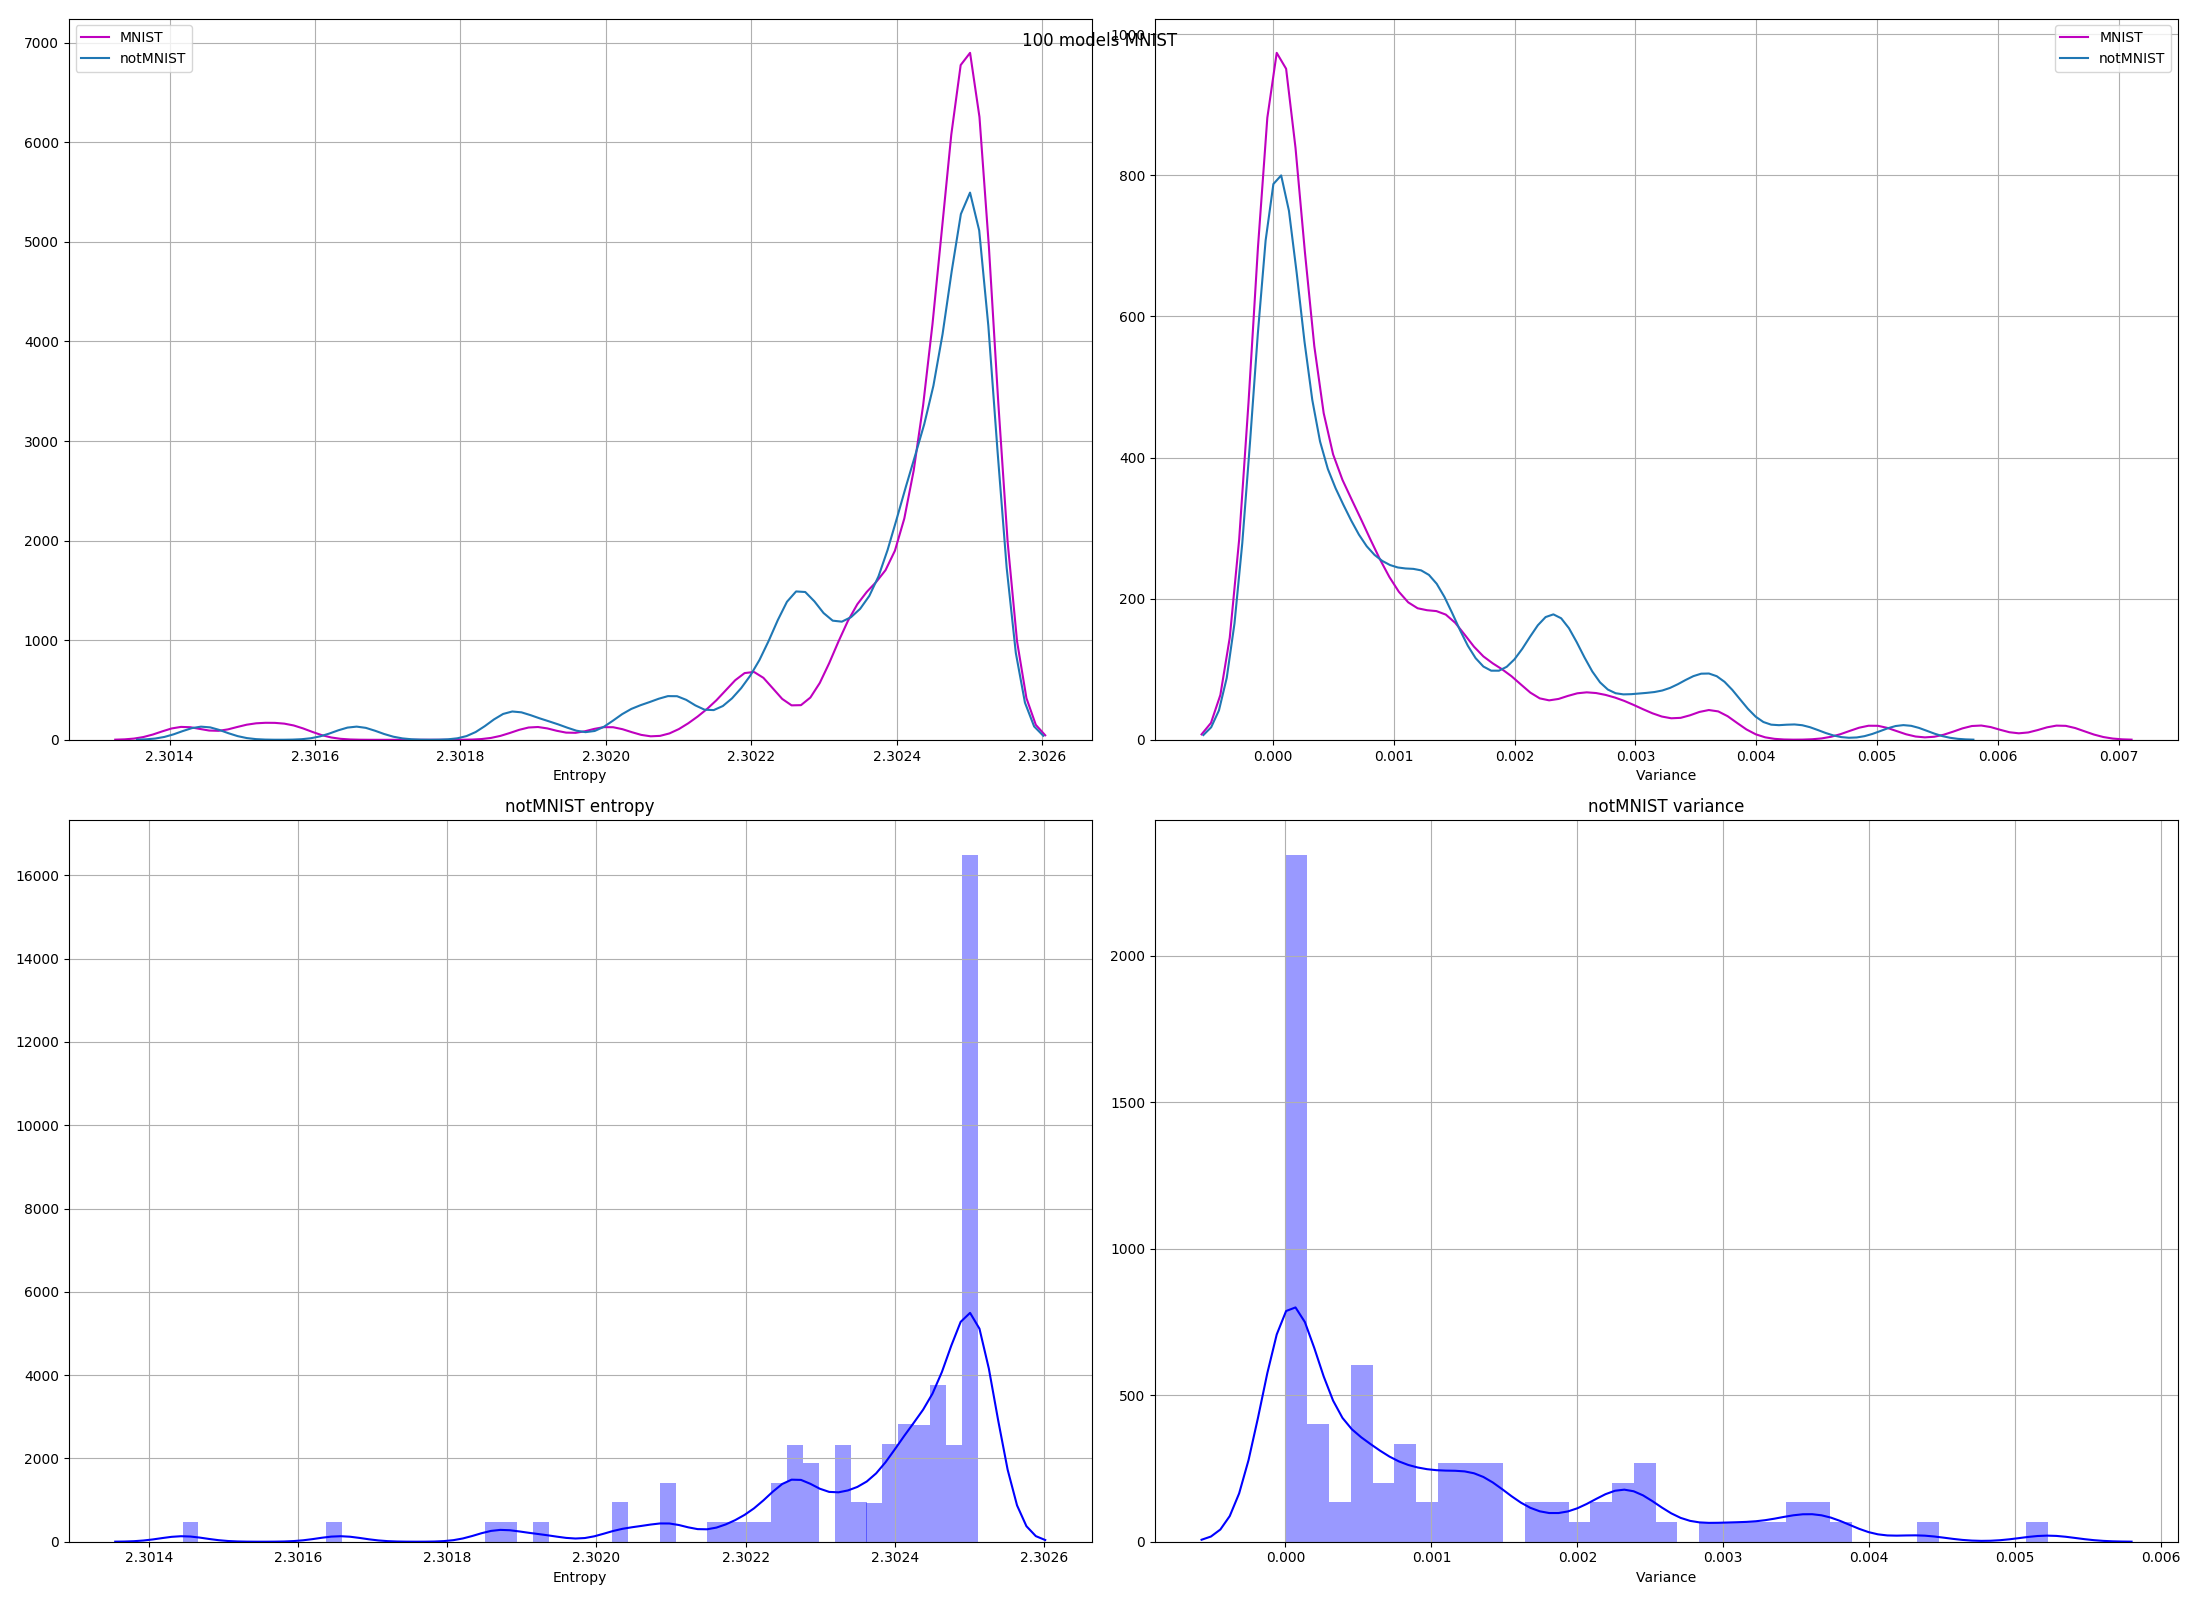 100 models MNIST
MNIST
notMNIST
7000
6000
5000
4000
3000
2000
1000
0
2.3014 2.3016 2.3018 2.3020 2.3022 2.3024 2.3026
Entropy
MNIST
notMNIST
1000
800
600
400
200
0
0.000 0.001 0.002 0.003 0.004 0.005 0.006 0.007
Variance
notMNIST entropy
16000
14000
12000
10000
8000
6000
4000
2000
0
2.3014 2.3016 2.3018 2.3020 2.3022 2.3024 2.3026
Entropy
notMNIST variance
2000
1500
1000
500
0
0.000 0.001 0.002 0.003 0.004 0.005 0.006
Variance